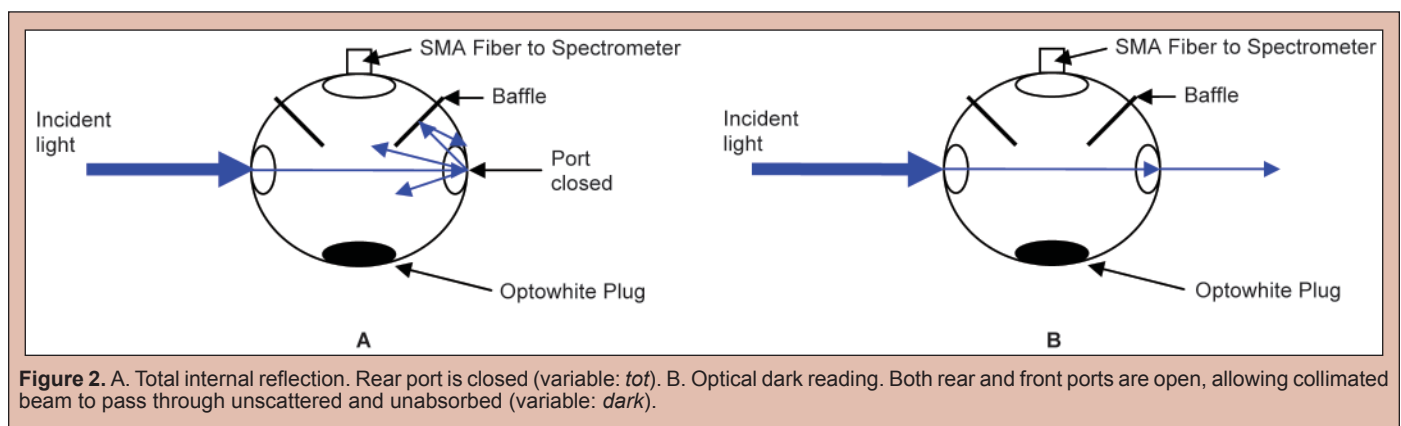 SMA Fiber to Spectrometer
Baffle
Incident
light
Port
closed
Optowhite Plug
A
SMA Fiber to Spectrometer
Baffle
Incident
light
Optowhite Plug
B
Figure 2. A. Total internal reflection. Rear port is closed (variable: tot). B. Optical dark reading. Both rear and front ports are open, allowing collimated
beam to pass through unscattered and unabsorbed (variable: dark).